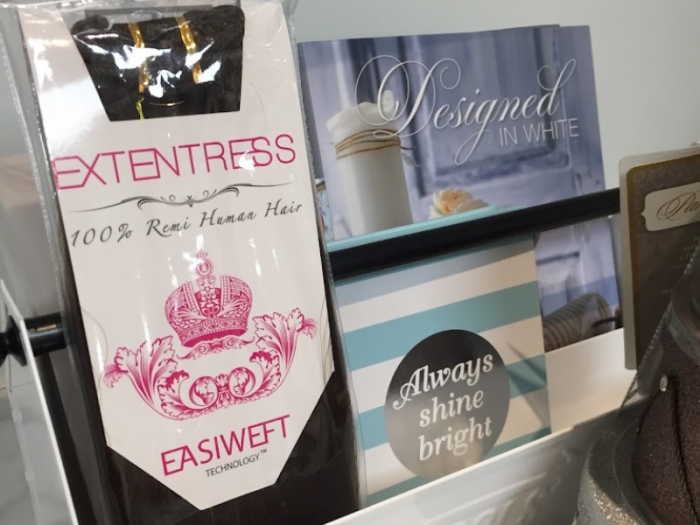 EXTENTRESS
100% Remi Human Hair
EASIWEFT
TECHNOLOGY™
Designed
IN WHITE
Always
shine
bright